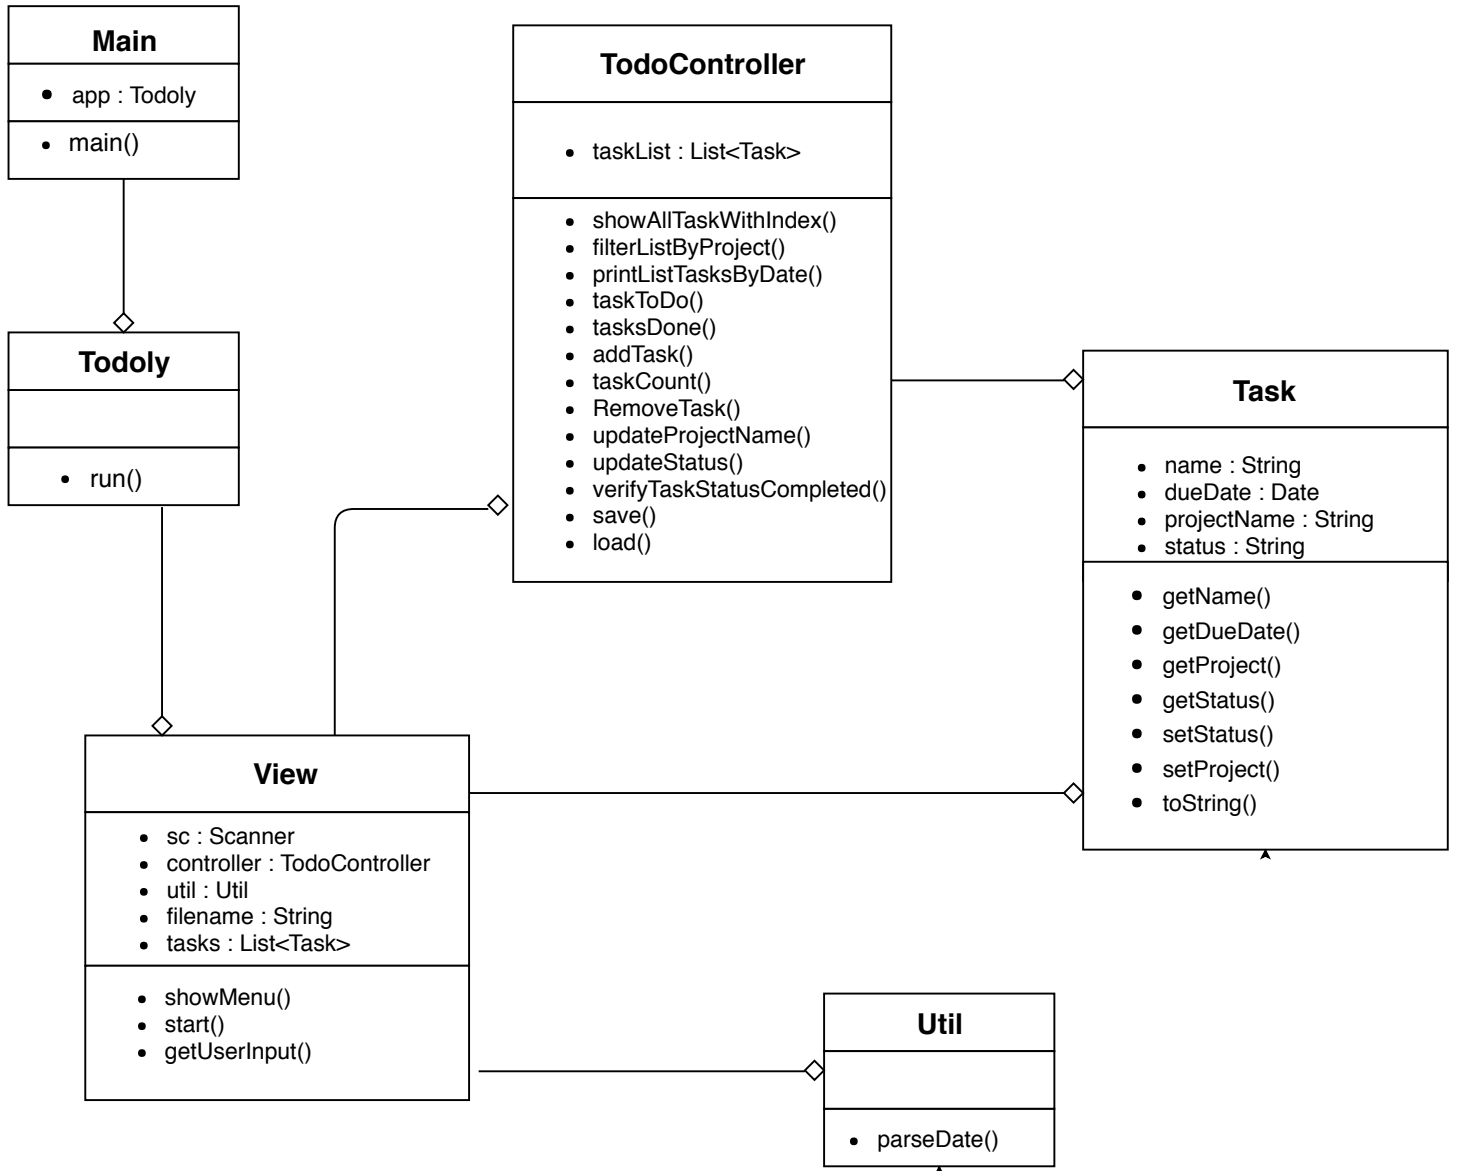 Main
app : Todoly
main()
TodoController
taskList : List<Task>
showAllTaskWithIndex()
filterListByProject()
printListTasksByDate()
taskToDo()
tasksDone()
addTask()
taskCount()
RemoveTask()
updateProjectName()
updateStatus()
verifyTaskStatusCompleted()
save()
load()
Todoly
run()
Task
name : String
dueDate : Date
projectName : String
status : String
getName()
getDueDate()
getProject()
getStatus()
setStatus()
setProject()
toString()
View
sc : Scanner
controller : TodoController
util : Util
filename : String
tasks : List<Task>
showMenu()
start()
getUserInput()
Util
parseDate()